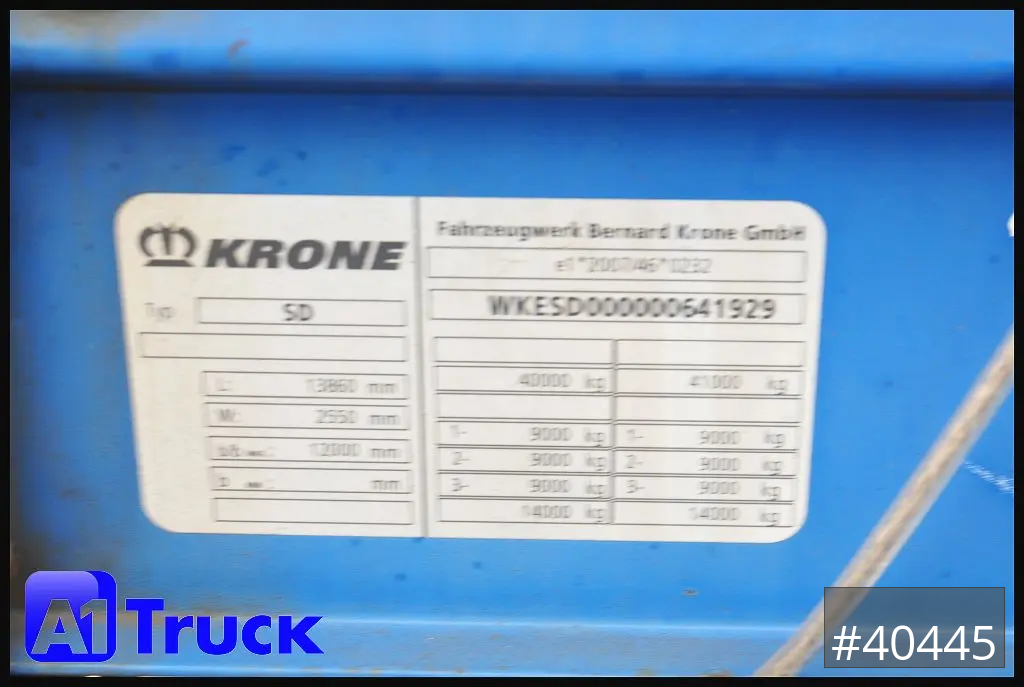 KRONE
Typ SD
L: 13860 mm
W: 2550 mm
12000 mm
mm
Fahrzeugwerk Bernard Krone GmbH
e1*2007/46*0232
WKESD000000641929
40000 kg 41000 kg
1- 9000 kg 1- 9000 kg
2- 9000 kg 2- 9000 kg
3- 9000 kg 3- 9000 kg
14000 kg 14000 kg
A1 Truck
#40445